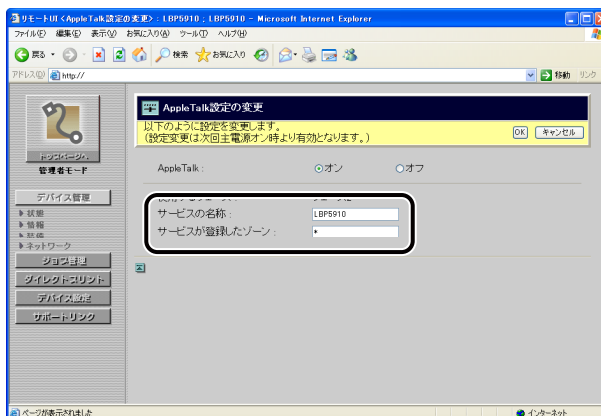 リモートUI <AppleTalk設定の変更> : LBP5910 ; LBP5910 - Microsoft Internet Explorer
ファイル(F) 編集(E) 表示(V) お気に入り(A) ツール(T) ヘルプ(H)
戻る 検索 お気に入り
アドレス(D) http:// 移動 リンク
AppleTalk設定の変更
以下のように設定を変更します。
(設定変更は次回主電源オン時より有効となります。)
OK キャンセル
トップページへ
管理者モード
デバイス管理
状態
情報
ネットワーク
ジョブ管理
ダイレクトプリント
デバイス設定
サポートリンク
AppleTalk : オン オフ
サービスの名称 : LBP5910
サービスが登録したゾーン : *
ページが表示されました インターネット